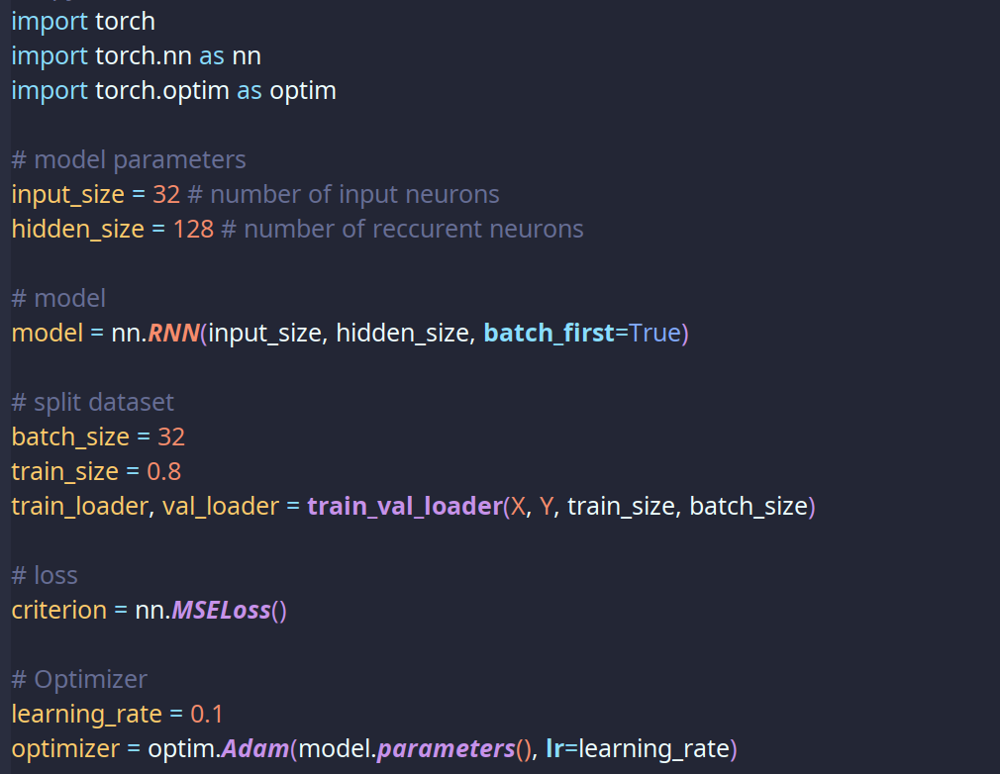 import torch
import torch.nn as nn
import torch.optim as optim
# model parameters
input_size = 32 # number of input neurons
hidden_size = 128 # number of reccurent neurons
# model
model = nn.RNN(input_size, hidden_size, batch_first=True)
# split dataset
batch_size = 32
train_size = 0.8
train_loader, val_loader = train_val_loader(X, Y, train_size, batch_size)
# loss
criterion = nn.MSELoss()
# Optimizer
learning_rate = 0.1
optimizer = optim.Adam(model.parameters(), lr=learning_rate)